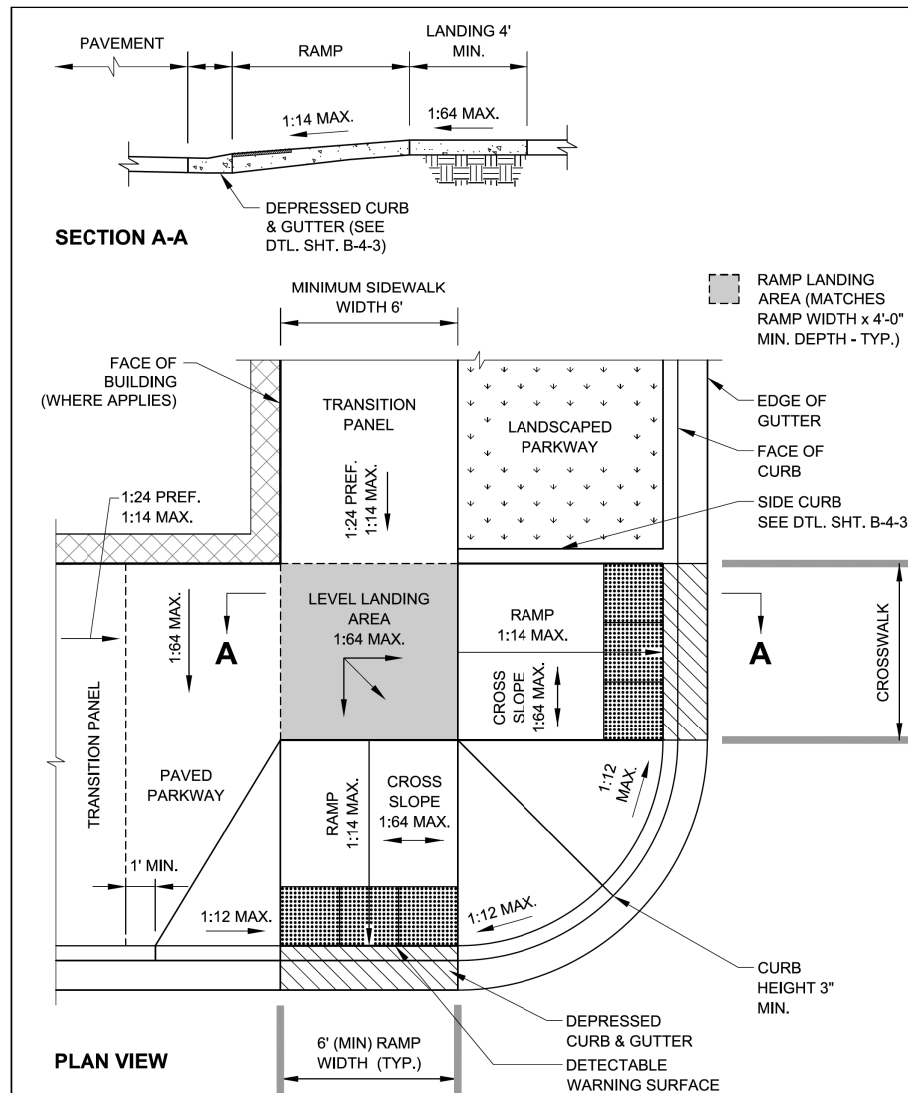 PAVEMENT
RAMP
LANDING 4'
MIN.
1:14 MAX.
1:64 MAX.
DEPRESSED CURB
& GUTTER (SEE
DTL. SHT. B-4-3)
SECTION A-A
MINIMUM SIDEWALK
WIDTH 6'
RAMP LANDING
AREA (MATCHES
RAMP WIDTH x 4'-0"
MIN. DEPTH - TYP.)
FACE OF
BUILDING
(WHERE APPLIES)
TRANSITION
PANEL
LANDSCAPED
PARKWAY
EDGE OF
GUTTER
FACE OF
CURB
1:24 PREF.
1:14 MAX.
1:24 PREF.
1:14 MAX.
SIDE CURB
SEE DTL. SHT. B-4-3
LEVEL LANDING
AREA
1:64 MAX.
RAMP
1:14 MAX.
1:64 MAX.
A
A
CROSS
SLOPE
1:64 MAX.
CROSSWALK
TRANSITION PANEL
PAVED
PARKWAY
RAMP
1:14 MAX.
CROSS
SLOPE
1:64 MAX.
1:12
MAX.
1' MIN.
1:12 MAX.
1:12 MAX.
CURB
HEIGHT 3"
MIN.
DEPRESSED
CURB & GUTTER
DETECTABLE
WARNING SURFACE
6' (MIN) RAMP
WIDTH (TYP.)
PLAN VIEW